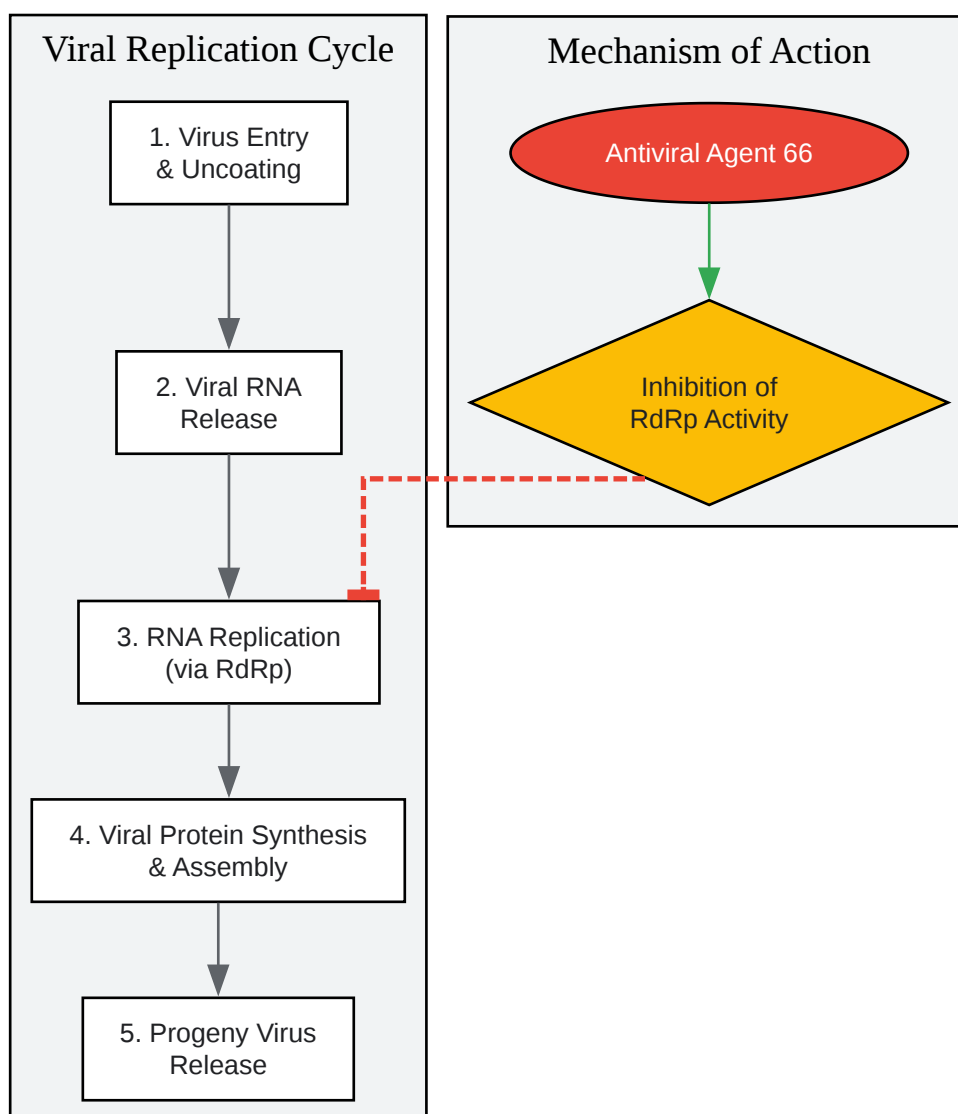 Viral Replication Cycle
1. Virus Entry
& Uncoating
2. Viral RNA
Release
3. RNA Replication
(via RdRp)
4. Viral Protein Synthesis
& Assembly
5. Progeny Virus
Release
Mechanism of Action
Antiviral Agent 66
Inhibition of
RdRp Activity